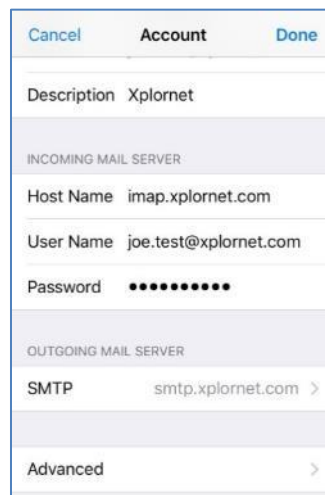 Cancel Account Done
Description Xplornet
INCOMING MAIL SERVER
Host Name imap.xplornet.com
User Name joe.test@xplornet.com
Password ●●●●●●●●●●
OUTGOING MAIL SERVER
SMTP smtp.xplornet.com >
Advanced >